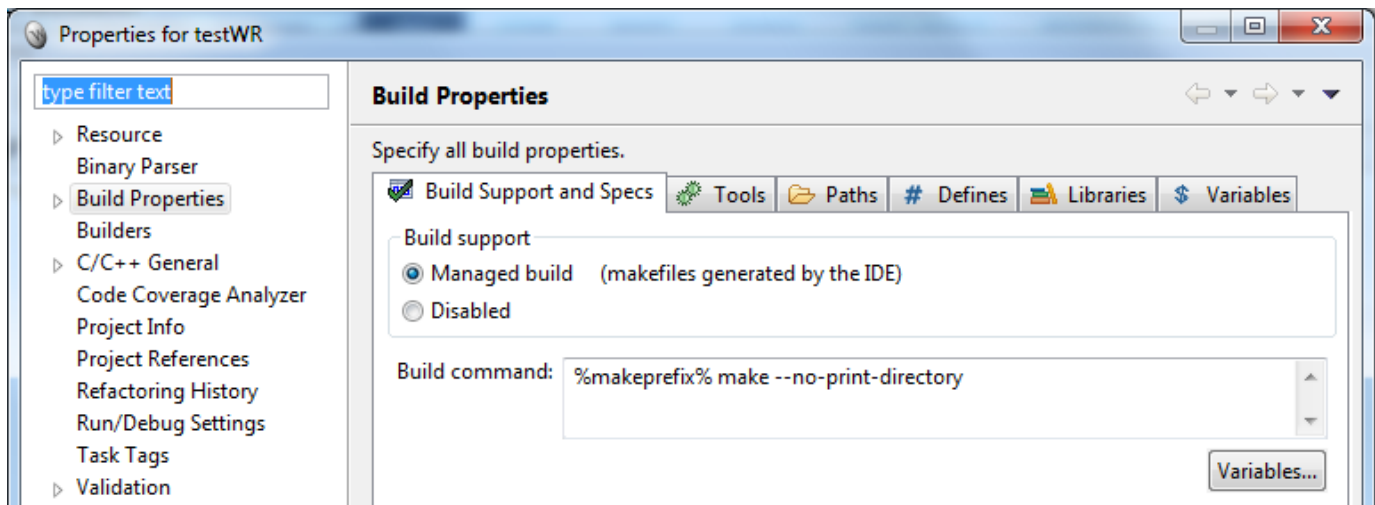 Properties for testWR
type filter text
Resource
Binary Parser
Build Properties
Builders
C/C++ General
Code Coverage Analyzer
Project Info
Project References
Refactoring History
Run/Debug Settings
Task Tags
Validation
Build Properties
Specify all build properties.
Build Support and Specs Tools Paths # Defines Libraries $ Variables
Build support
Managed build (makefiles generated by the IDE)
Disabled
Build command: %makeprefix% make --no-print-directory
Variables...